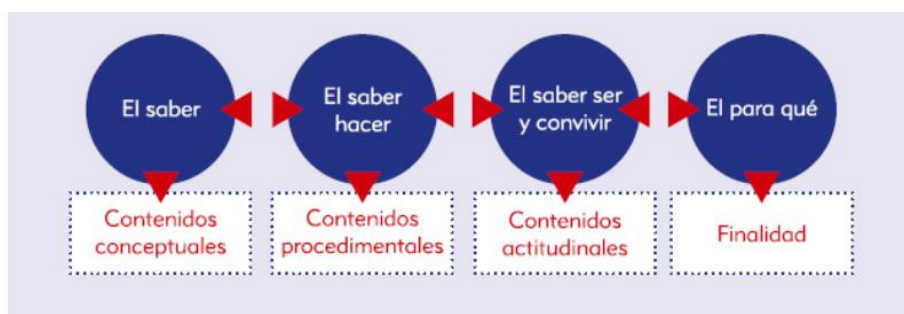 El saber
El saber
hacer
El saber ser
y convivir
El para qué
Contenidos
conceptuales
Contenidos
procedimentales
Contenidos
actitudinales
Finalidad